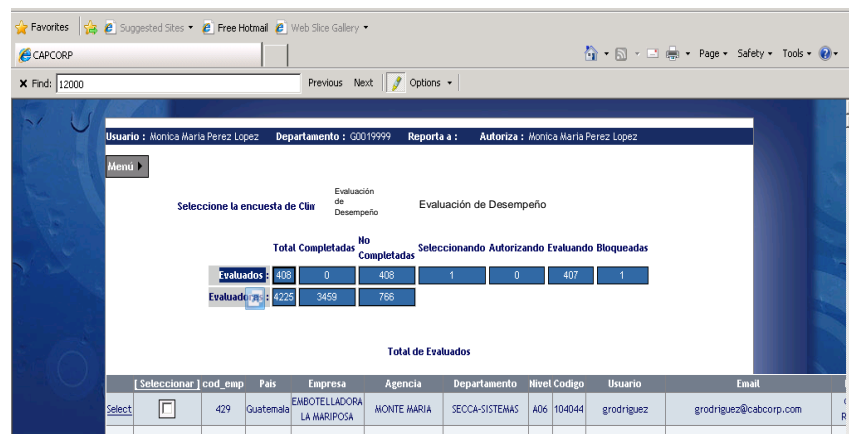 Favorites Suggested Sites Free Hotmail Web Slice Gallery
CAPCORP Page Safety Tools
Find: 12000 Previous Next Options
Usuario : Monica Maria Perez Lopez Departamento : G0019999 Reporta a : Autoriza : Monica Maria Perez Lopez
Menú
Seleccione la encuesta de Clim Evaluación de Desempeño Evaluación de Desempeño
Total Completadas No Completadas Seleccionando Autorizando Evaluando Bloqueadas
Evaluados : 408 0 408 1 0 407 1
Evaluadores : 4225 3459 766
Total de Evaluados
[ Seleccionar ] cod_emp Pais Empresa Agencia Departamento Nivel Codigo Usuario Email
Select 429 Guatemala EMBOTELLADORA LA MARIPOSA MONTE MARIA SECCA-SISTEMAS A06 104044 grodriguez grodriguez@cabcorp.com